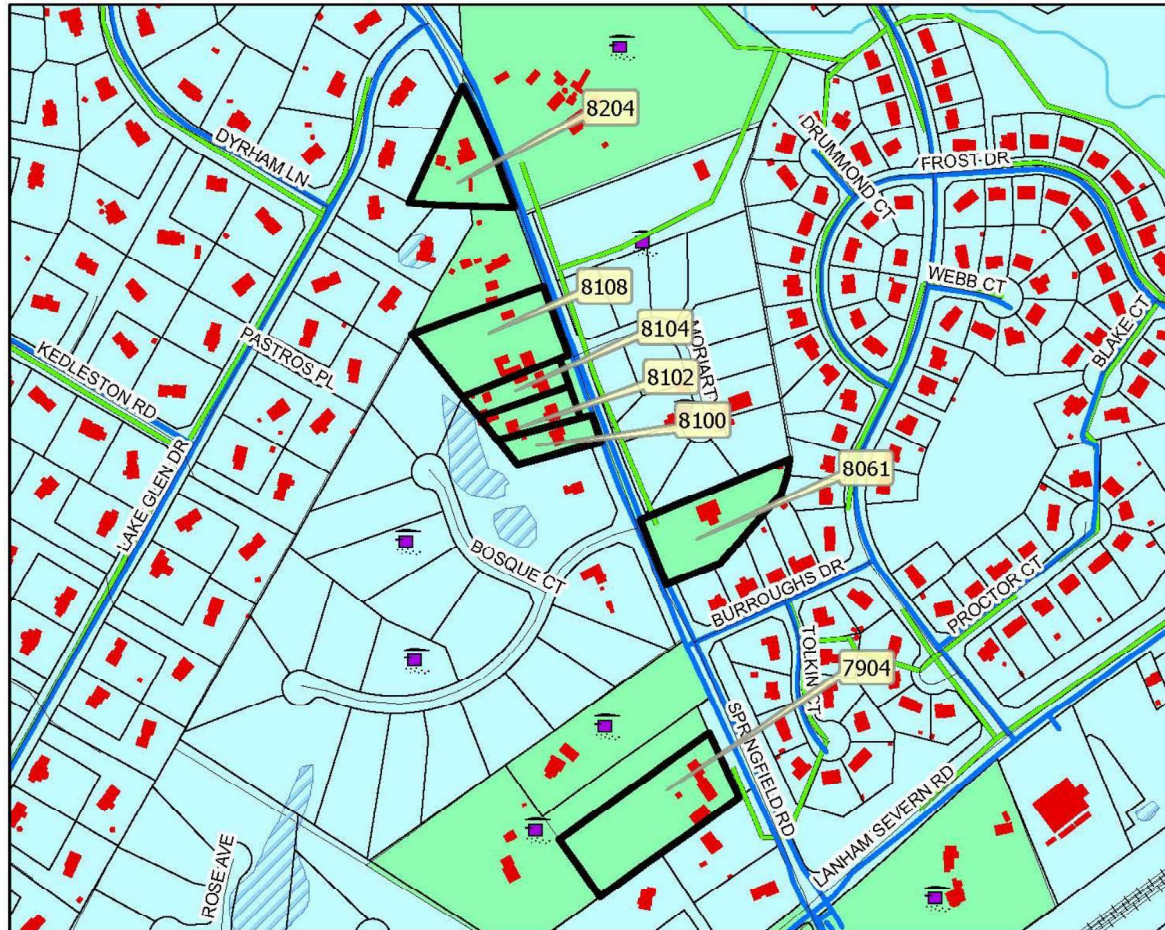 8204
DYRHAM LN
DRUMMOND CT
FROST DR
WEBB CT
8108
8104
BLAKE CT
PASTROS PL
KEDLESTON RD
8102
8100
8061
LAKE GLEN DR
BOSQUE CT
BURROUGHS DR
PROCTOR CT
TOLKIN CT
7904
SPRINGFIELD RD
LANHAM SEVERN RD
ROSE AVE